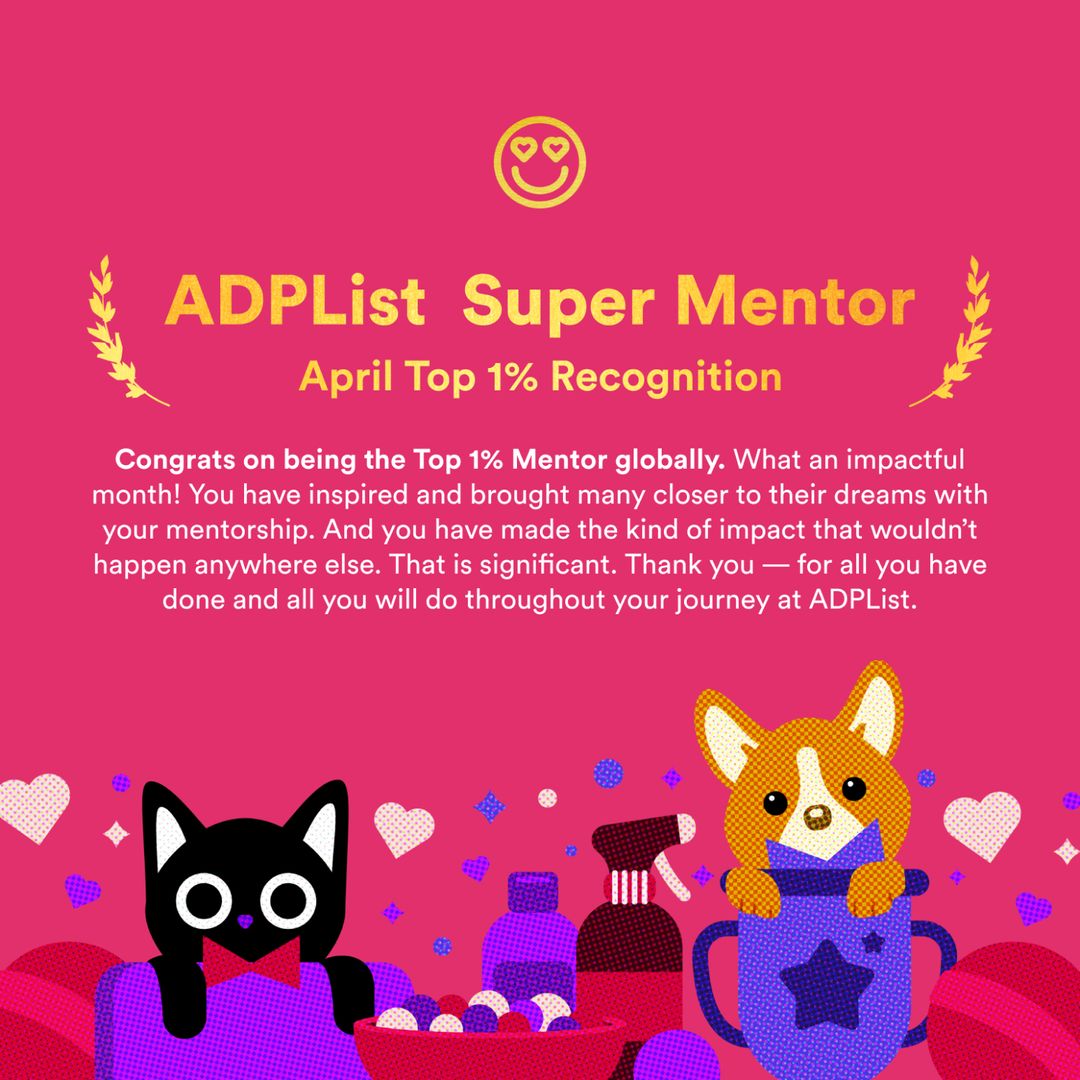 ADPList Super Mentor
April Top 1% Recognition
Congrats on being the Top 1% Mentor globally. What an impactful
month! You have inspired and brought many closer to their dreams with
your mentorship. And you have made the kind of impact that wouldn’t
happen anywhere else. That is significant. Thank you — for all you have
done and all you will do throughout your journey at ADPList.